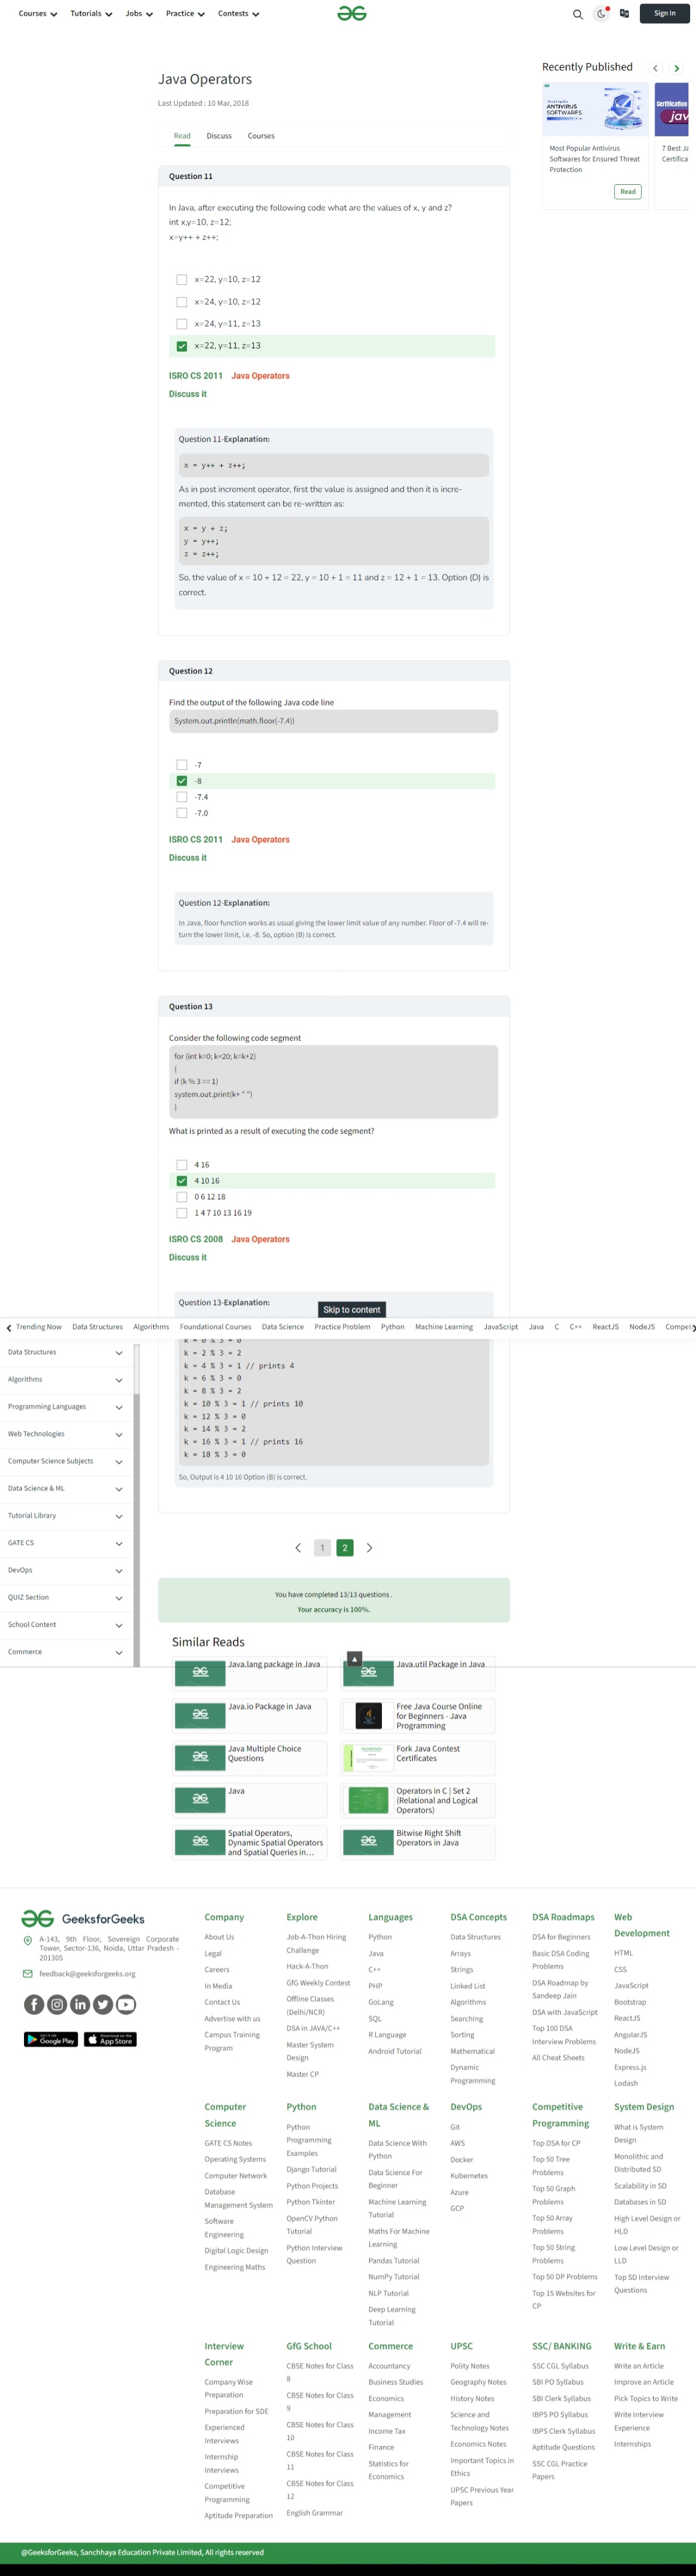 Courses Tutorials Jobs Practice Contests Sign In
Java Operators
Last Updated : 10 Mar, 2018
Read Discuss Courses
Question 11
In Java, after executing the following code what are the values of x, y and z?
int x,y=10, z=12;
x=y++ + z++;
x=22, y=10, z=12
x=24, y=10, z=12
x=24, y=11, z=13
x=22, y=11, z=13
ISRO CS 2011 Java Operators
Discuss it
Question 11-Explanation:
x = y++ + z++;
As in post increment operator, first the value is assigned and then it is incre-
mented, this statement can be re-written as:
x = y + z;
y = y++;
z = z++;
So, the value of x = 10 + 12 = 22, y = 10 + 1 = 11 and z = 12 + 1 = 13. Option (D) is
correct.
Question 12
Find the output of the following Java code line
System.out.println(math.floor(-7.4))
-7
-8
-7.4
-7.0
ISRO CS 2011 Java Operators
Discuss it
Question 12-Explanation:
In Java, floor function works as usual giving the lower limit value of any number. Floor of -7.4 will re-
turn the lower limit, i.e. -8. So, option (B) is correct.
Question 13
Consider the following code segment
for (int k=0; k<20; k=k+2)
{
if (k % 3 == 1)
system.out.print(k+ " ")
}
What is printed as a result of executing the code segment?
4 16
4 10 16
0 6 12 18
1 4 7 10 13 16 19
ISRO CS 2008 Java Operators
Discuss it
Question 13-Explanation:
Skip to content
Trending Now Data Structures Algorithms Foundational Courses Data Science Practice Problem Python Machine Learning JavaScript Java C C++ ReactJS NodeJS Compet
k = 0 % 3 = 0
k = 2 % 3 = 2
k = 4 % 3 = 1 // prints 4
k = 6 % 3 = 0
k = 8 % 3 = 2
k = 10 % 3 = 1 // prints 10
k = 12 % 3 = 0
k = 14 % 3 = 2
k = 16 % 3 = 1 // prints 16
k = 18 % 3 = 0
So, Output is 4 10 16 Option (B) is correct.
1 2
You have completed 13/13 questions .
Your accuracy is 100%.
Data Structures
Algorithms
Programming Languages
Web Technologies
Computer Science Subjects
Data Science & ML
Tutorial Library
GATE CS
DevOps
QUIZ Section
School Content
Commerce
Recently Published
ANTIVIRUS
SOFTWARES
Most Popular Antivirus
Softwares for Ensured Threat
Protection
Read
Certification
jav
7 Best Ja
Certifica
Similar Reads
Java.lang package in Java
Java.util Package in Java
Java.io Package in Java
Free Java Course Online
for Beginners - Java
Programming
Java Multiple Choice
Questions
Fork Java Contest
Certificates
Java
Operators in C | Set 2
(Relational and Logical
Operators)
Spatial Operators,
Dynamic Spatial Operators
and Spatial Queries in...
Bitwise Right Shift
Operators in Java
GeeksforGeeks
A-143, 9th Floor, Sovereign Corporate
Tower, Sector-136, Noida, Uttar Pradesh -
201305
feedback@geeksforgeeks.org
Google Play
App Store
Company
About Us
Legal
Careers
In Media
Contact Us
Advertise with us
Campus Training
Program
Explore
Job-A-Thon Hiring
Challenge
Hack-A-Thon
GfG Weekly Contest
Offline Classes
(Delhi/NCR)
DSA in JAVA/C++
Master System
Design
Master CP
Languages
Python
Java
C++
PHP
GoLang
SQL
R Language
Android Tutorial
DSA Concepts
Data Structures
Arrays
Strings
Linked List
Algorithms
Searching
Sorting
Mathematical
Dynamic
Programming
DSA Roadmaps
DSA for Beginners
Basic DSA Coding
Problems
DSA Roadmap by
Sandeep Jain
DSA with JavaScript
Top 100 DSA
Interview Problems
All Cheat Sheets
Web
Development
HTML
CSS
JavaScript
Bootstrap
ReactJS
AngularJS
NodeJS
Express.js
Lodash
Computer
Science
GATE CS Notes
Operating Systems
Computer Network
Database
Management System
Software
Engineering
Digital Logic Design
Engineering Maths
Python
Python
Programming
Examples
Django Tutorial
Python Projects
Python Tkinter
OpenCV Python
Tutorial
Python Interview
Question
Data Science &
ML
Data Science With
Python
Data Science For
Beginner
Machine Learning
Tutorial
Maths For Machine
Learning
Pandas Tutorial
NumPy Tutorial
NLP Tutorial
Deep Learning
Tutorial
DevOps
Git
AWS
Docker
Kubernetes
Azure
GCP
Competitive
Programming
Top DSA for CP
Top 50 Tree
Problems
Top 50 Graph
Problems
Top 50 Array
Problems
Top 50 String
Problems
Top 50 DP Problems
Top 15 Websites for
CP
System Design
What is System
Design
Monolithic and
Distributed SD
Scalability in SD
Databases in SD
High Level Design or
HLD
Low Level Design or
LLD
Top SD Interview
Questions
Interview
Corner
Company Wise
Preparation
Preparation for SDE
Experienced
Interviews
Internship
Interviews
Competitive
Programming
Aptitude Preparation
GfG School
CBSE Notes for Class
8
CBSE Notes for Class
9
CBSE Notes for Class
10
CBSE Notes for Class
11
CBSE Notes for Class
12
English Grammar
Commerce
Accountancy
Business Studies
Economics
Management
Income Tax
Finance
Statistics for
Economics
UPSC
Polity Notes
Geography Notes
History Notes
Science and
Technology Notes
Economics Notes
Important Topics in
Ethics
UPSC Previous Year
Papers
SSC/ BANKING
SSC CGL Syllabus
SBI PO Syllabus
SBI Clerk Syllabus
IBPS PO Syllabus
IBPS Clerk Syllabus
Aptitude Questions
SSC CGL Practice
Papers
Write & Earn
Write an Article
Improve an Article
Pick Topics to Write
Write Interview
Experience
Internships
@GeeksforGeeks, Sanchhaya Education Private Limited, All rights reserved